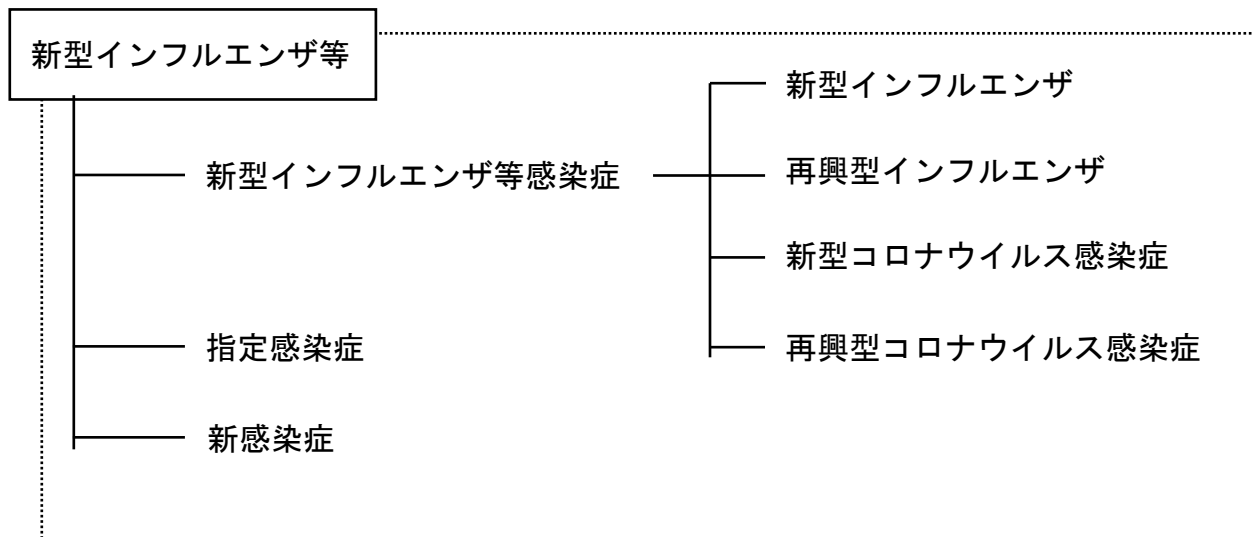 新型インフルエンザ等
新型インフルエンザ等感染症
新型インフルエンザ
再興型インフルエンザ
新型コロナウイルス感染症
再興型コロナウイルス感染症
指定感染症
新感染症